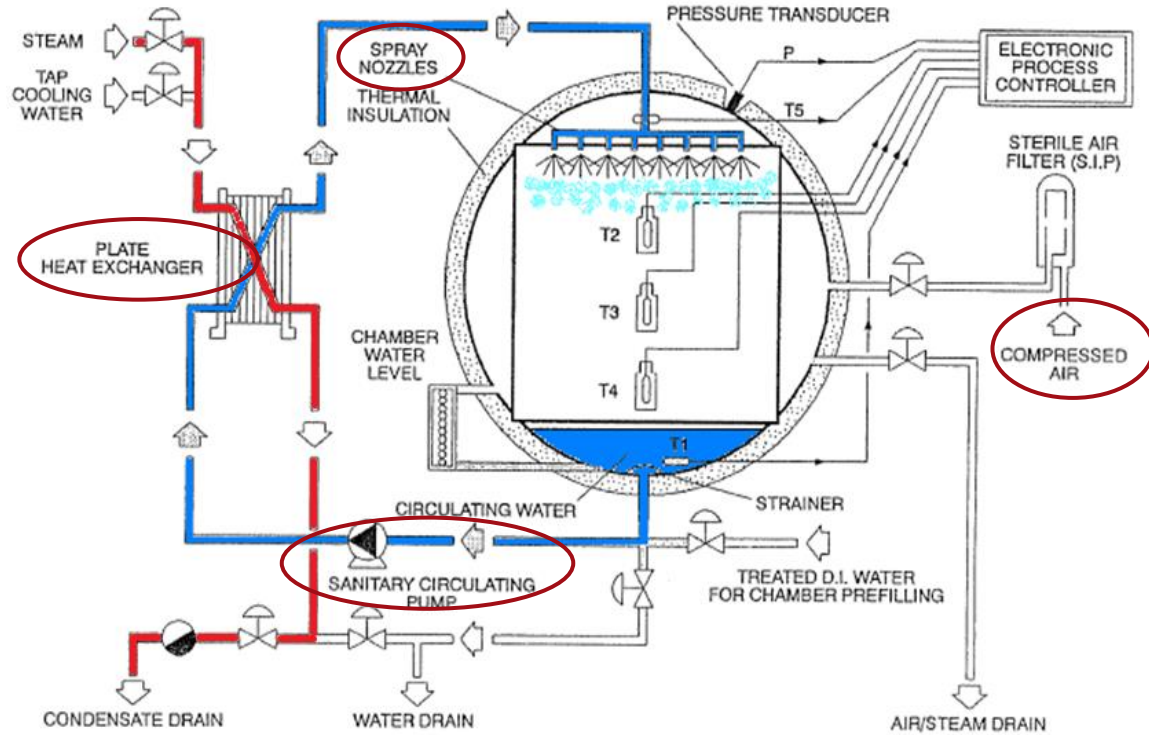 STEAM
TAP
COOLING
WATER
SPRAY
NOZZLES
THERMAL
INSULATION
PRESSURE TRANSDUCER
P
T5
ELECTRONIC
PROCESS
CONTROLLER
STERILE AIR
FILTER (S.I.P)
PLATE
HEAT EXCHANGER
T2
T3
T4
CHAMBER
WATER
LEVEL
COMPRESSED
AIR
T1
CIRCULATING WATER
STRAINER
SANITARY CIRCULATING
PUMP
TREATED D.I. WATER
FOR CHAMBER PREFILLING
CONDENSATE DRAIN
WATER DRAIN
AIR/STEAM DRAIN